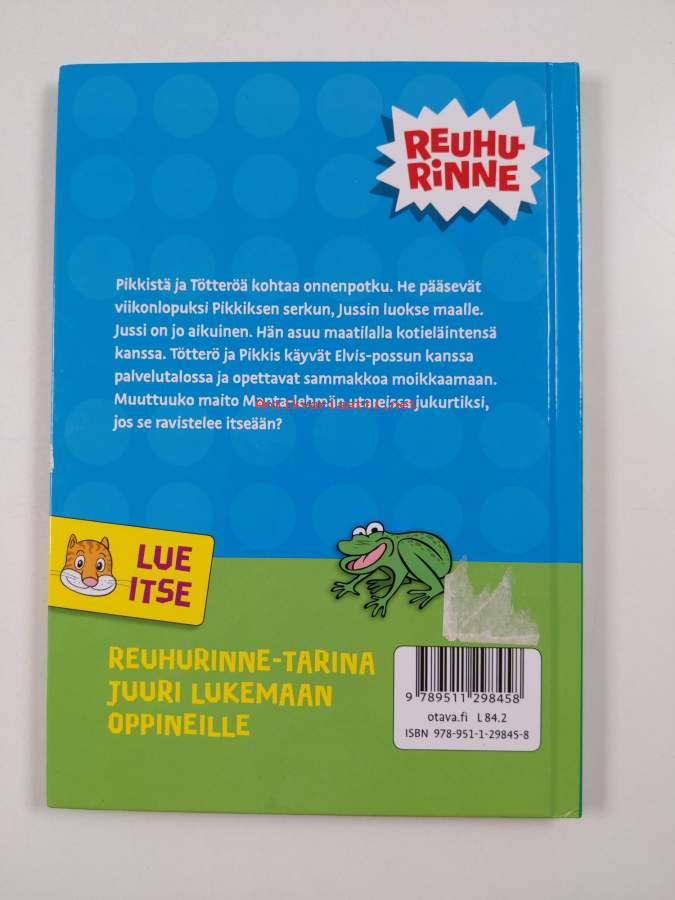 REUHU-
RINNE
Pikkistä ja Tötteröä kohtaa onnenpotku. He pääsevät
viikonlopuksi Pikkiksen serkun, Jussin luokse maalle.
Jussi on jo aikuinen. Hän asuu maatilalla kotieläintensä
kanssa. Tötterö ja Pikkis käyvät Elvis-possun kanssa
palvelutalossa ja opettavat sammakkoa moikkaamaan.
Muuttuuko maito Manta-lehmän utareissa jukurtiksi,
jos se ravistelee itseään?
antikvariaatti.net
LUE
ITSE
REUHURINNE-TARINA
JUURI LUKEMAAN
OPPINEILLE
9 789511 298458
otava.fi L 84.2
ISBN 978-951-1-29845-8